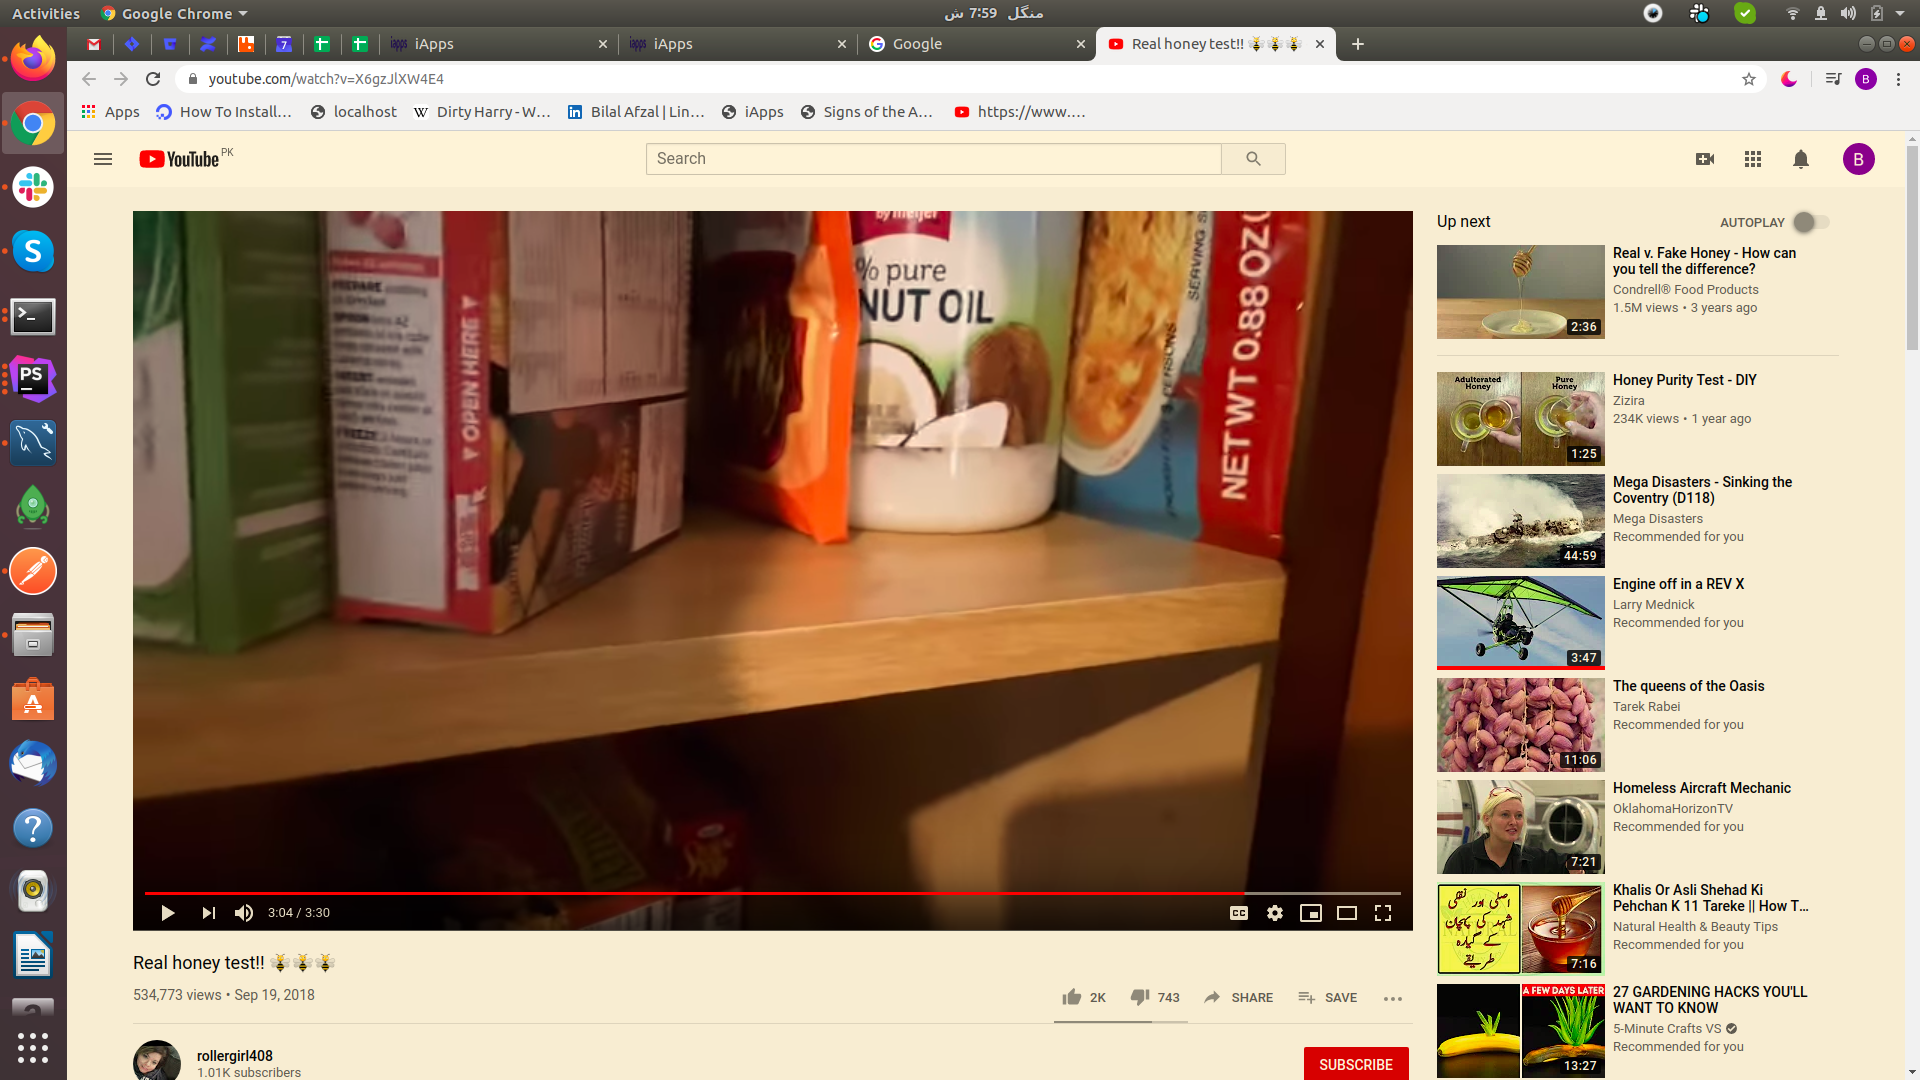 Activities
Google Chrome
منگل 7:59 ش
iApps
iApps
Google
Real honey test!!
youtube.com/watch?v=X6gzJlXW4E4
Apps
How To Install…
localhost
Dirty Harry - W…
Bilal Afzal | Lin…
iApps
Signs of the A…
https://www.…
YouTube PK
Search
B
by meijer
% pure
NUT OIL
OPEN HERE
PREPARE
NET WT 0.88 OZ
SERVING
3:04 / 3:30
Real honey test!!
534,773 views • Sep 19, 2018
2K
743
SHARE
SAVE
rollergirl408
1.01K subscribers
SUBSCRIBE
Up next
AUTOPLAY
Real v. Fake Honey - How can
you tell the difference?
Condrell® Food Products
1.5M views • 3 years ago
2:36
Adulterated
Honey
Pure
Honey
1:25
Honey Purity Test - DIY
Zizira
234K views • 1 year ago
Mega Disasters - Sinking the
Coventry (D118)
Mega Disasters
Recommended for you
44:59
Engine off in a REV X
Larry Mednick
Recommended for you
3:47
The queens of the Oasis
Tarek Rabei
Recommended for you
11:06
Homeless Aircraft Mechanic
OklahomaHorizonTV
Recommended for you
7:21
اصلی اور نقلی
شہد کی پہچان
کے گیارہ
طریقے
7:16
Khalis Or Asli Shehad Ki
Pehchan K 11 Tareke || How T…
Natural Health & Beauty Tips
Recommended for you
A FEW DAYS LATER
13:27
27 GARDENING HACKS YOU'LL
WANT TO KNOW
5-Minute Crafts VS
Recommended for you